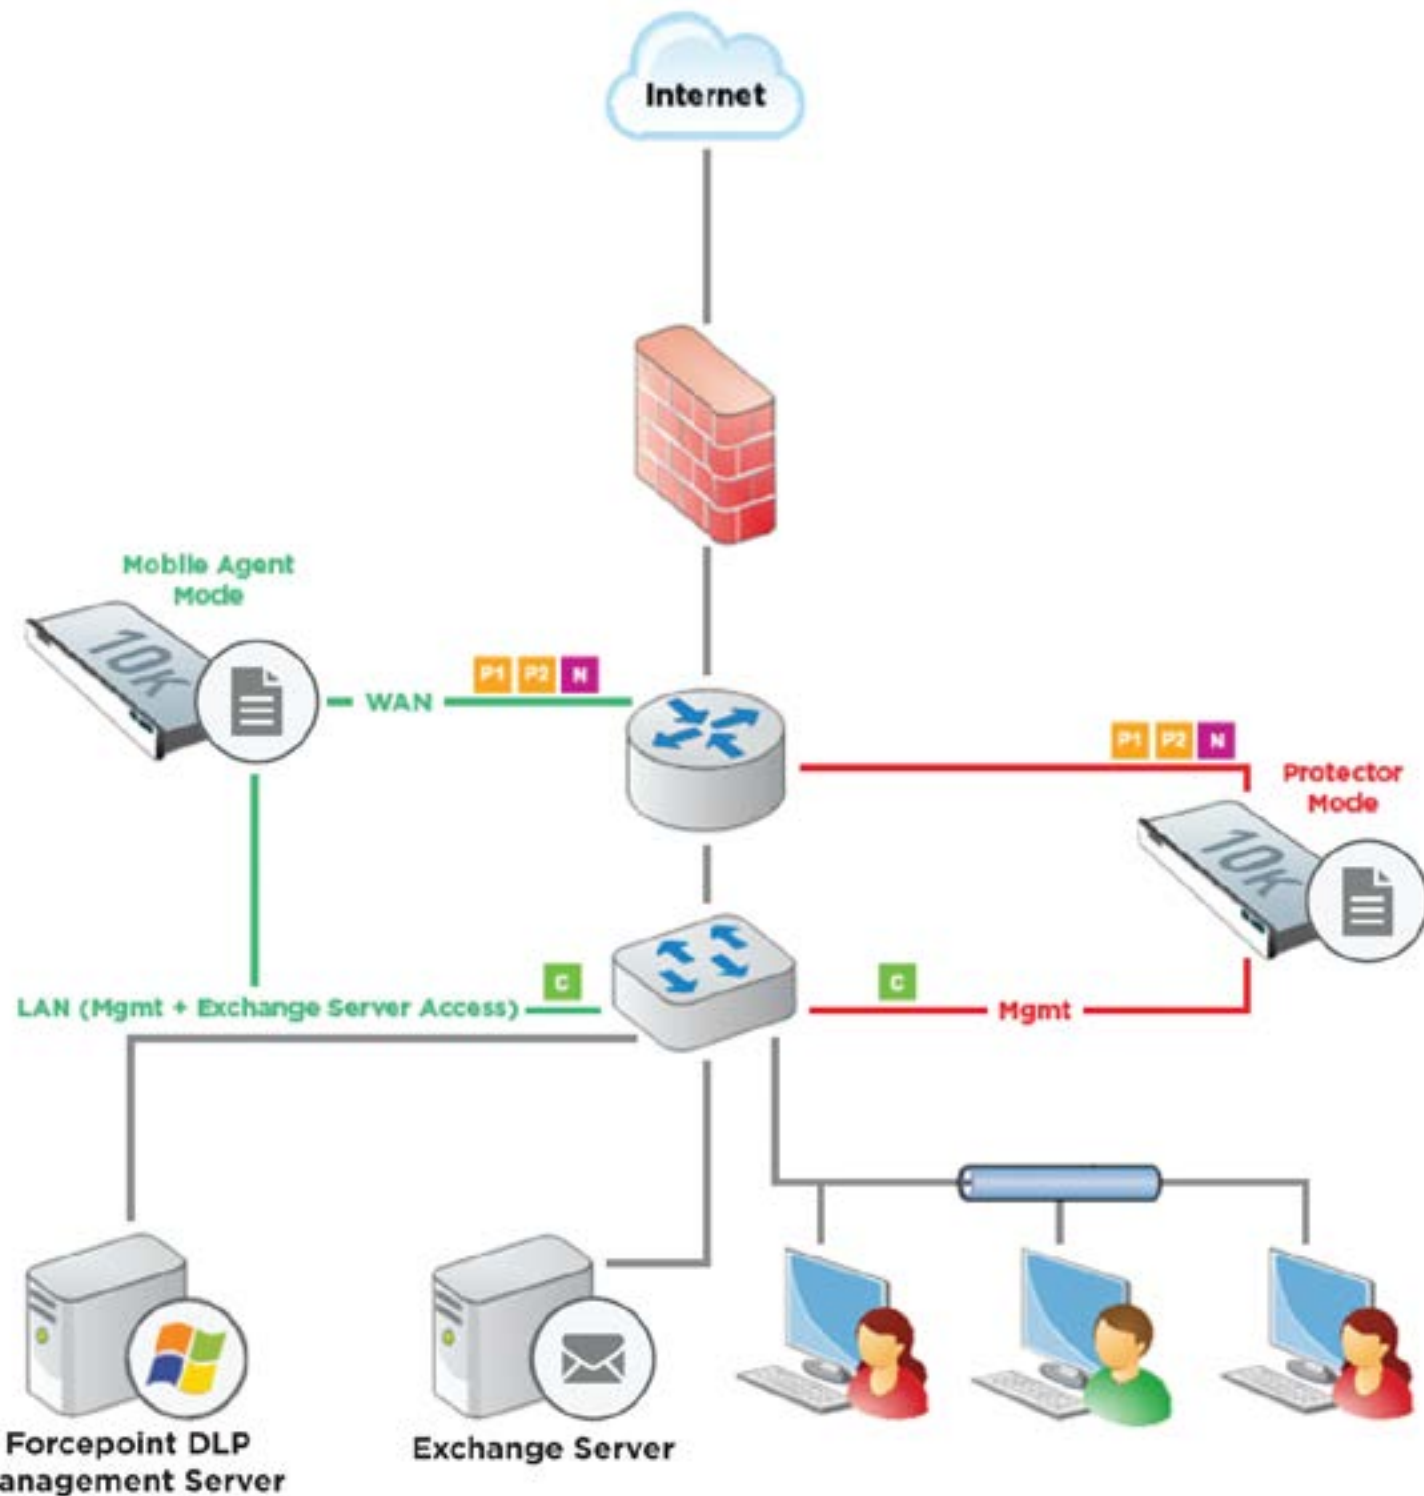 Internet
Mobile Agent
Mode
10K
WAN
P1 P2 N
P1 P2 N
Protector
Mode
10K
C
C
LAN (Mgmt + Exchange Server Access)
Mgmt
Forcepoint DLP
anagement Server
Exchange Server